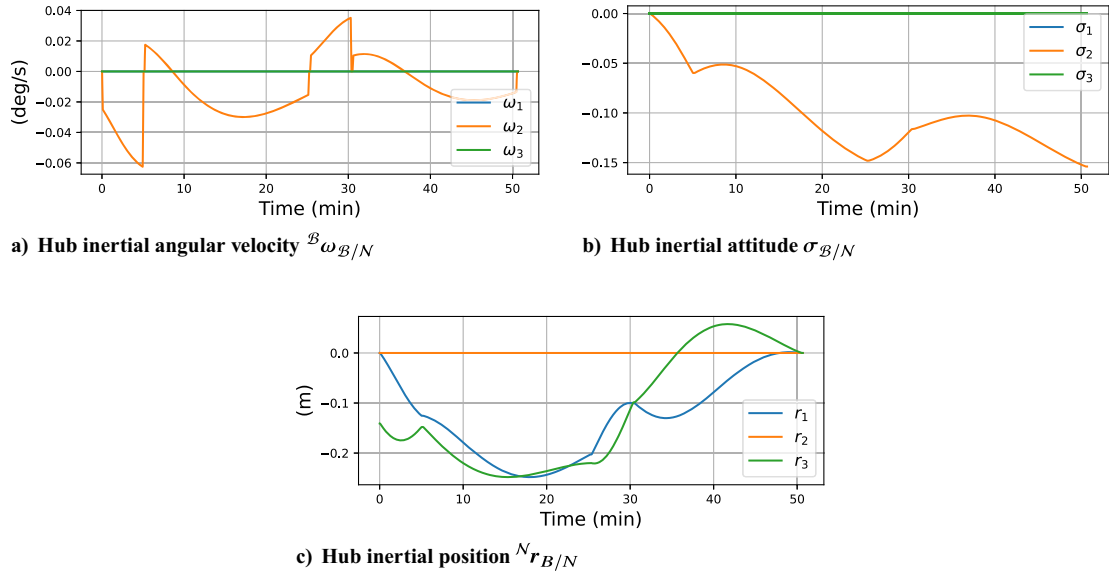 0.04
0.02
0.00
−0.02
−0.04
−0.06
(deg/s)
ω1
ω2
ω3
0 10 20 30 40 50
Time (min)
a) Hub inertial angular velocity ᴮωB/N
0.00
−0.05
−0.10
−0.15
σ1
σ2
σ3
0 10 20 30 40 50
Time (min)
b) Hub inertial attitude σB/N
0.0
−0.1
−0.2
(m)
r1
r2
r3
0 10 20 30 40 50
Time (min)
c) Hub inertial position ᴺrB/N